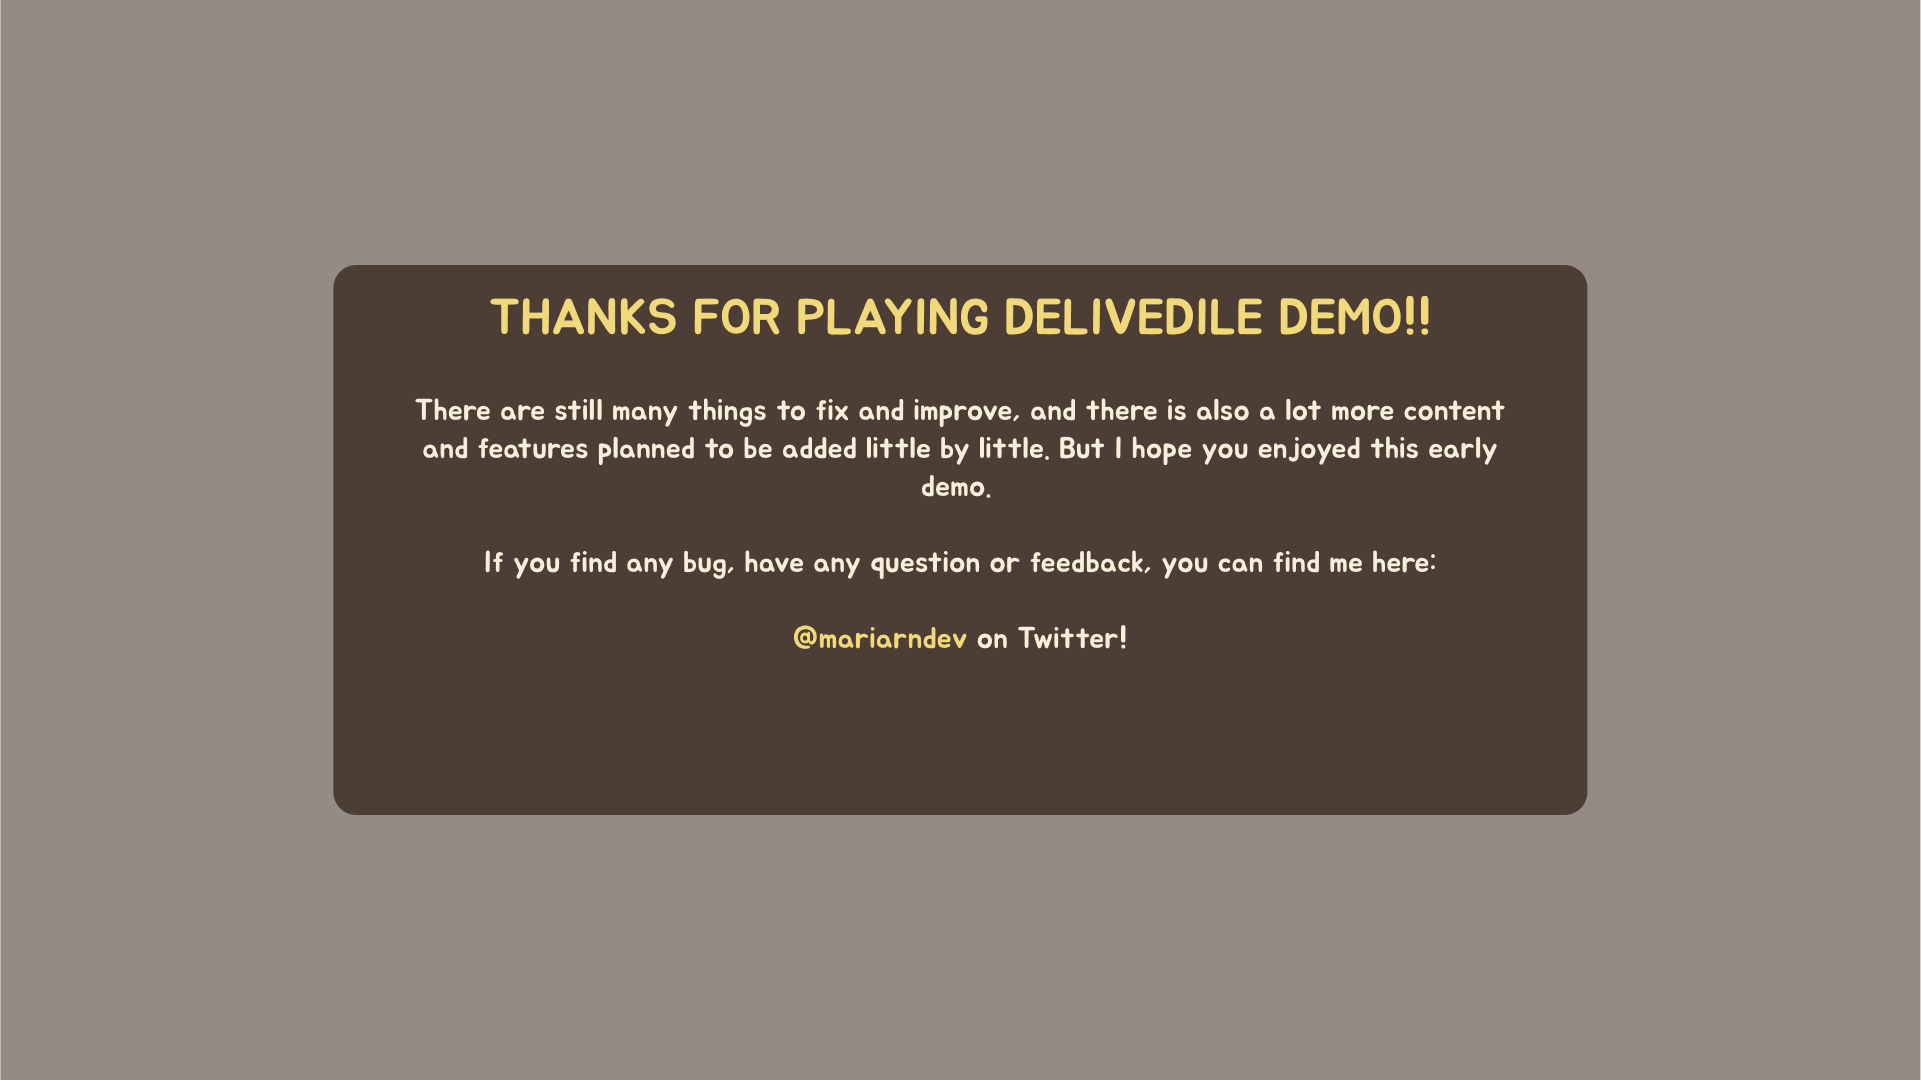 THANKS FOR PLAYING DELIVEDILE DEMO!!
There are still many things to fix and improve, and there is also a lot more content
and features planned to be added little by little. But I hope you enjoyed this early
demo.
If you find any bug, have any question or feedback, you can find me here:
@mariarndev on Twitter!